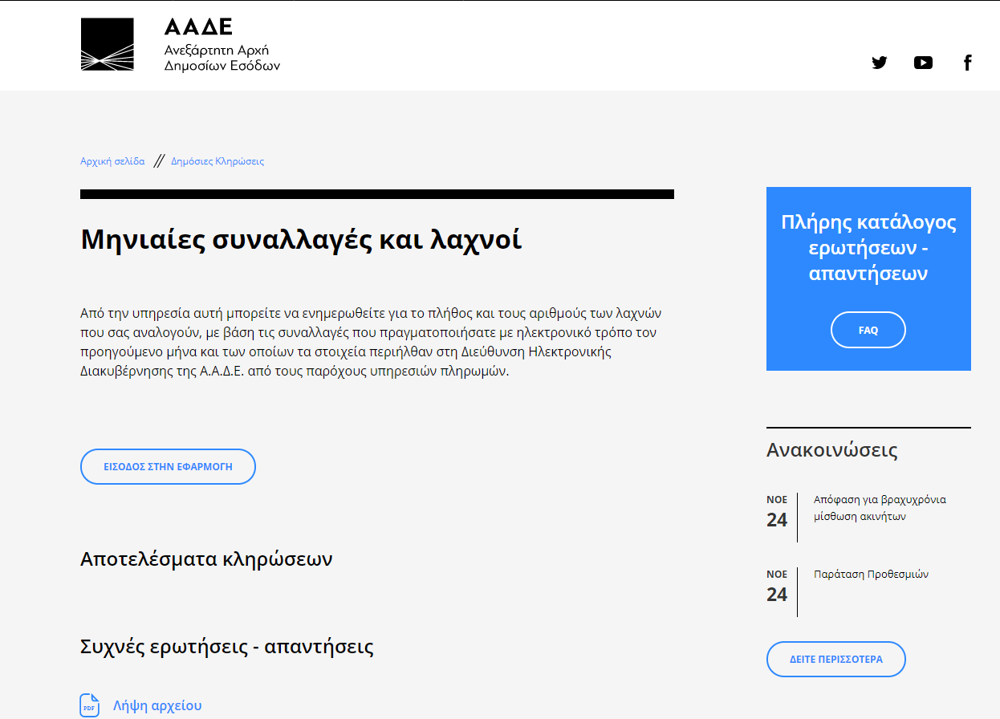 ΑΑΔΕ
Ανεξάρτητη Αρχή
Δημοσίων Εσόδων
Αρχική σελίδα // Δημόσιες Κληρώσεις
Μηνιαίες συναλλαγές και λαχνοί
Από την υπηρεσία αυτή μπορείτε να ενημερωθείτε για το πλήθος και τους αριθμούς των λαχνών
που σας αναλογούν, με βάση τις συναλλαγές που πραγματοποιήσατε με ηλεκτρονικό τρόπο τον
προηγούμενο μήνα και των οποίων τα στοιχεία περιήλθαν στη Διεύθυνση Ηλεκτρονικής
Διακυβέρνησης της Α.Α.Δ.Ε. από τους παρόχους υπηρεσιών πληρωμών.
ΕΙΣΟΔΟΣ ΣΤΗΝ ΕΦΑΡΜΟΓΗ
Αποτελέσματα κληρώσεων
Συχνές ερωτήσεις - απαντήσεις
PDF Λήψη αρχείου
Πλήρης κατάλογος
ερωτήσεων -
απαντήσεων
FAQ
Ανακοινώσεις
ΝΟΕ
24
Απόφαση για βραχυχρόνια
μίσθωση ακινήτων
ΝΟΕ
24
Παράταση Προθεσμιών
ΔΕΙΤΕ ΠΕΡΙΣΣΟΤΕΡΑ